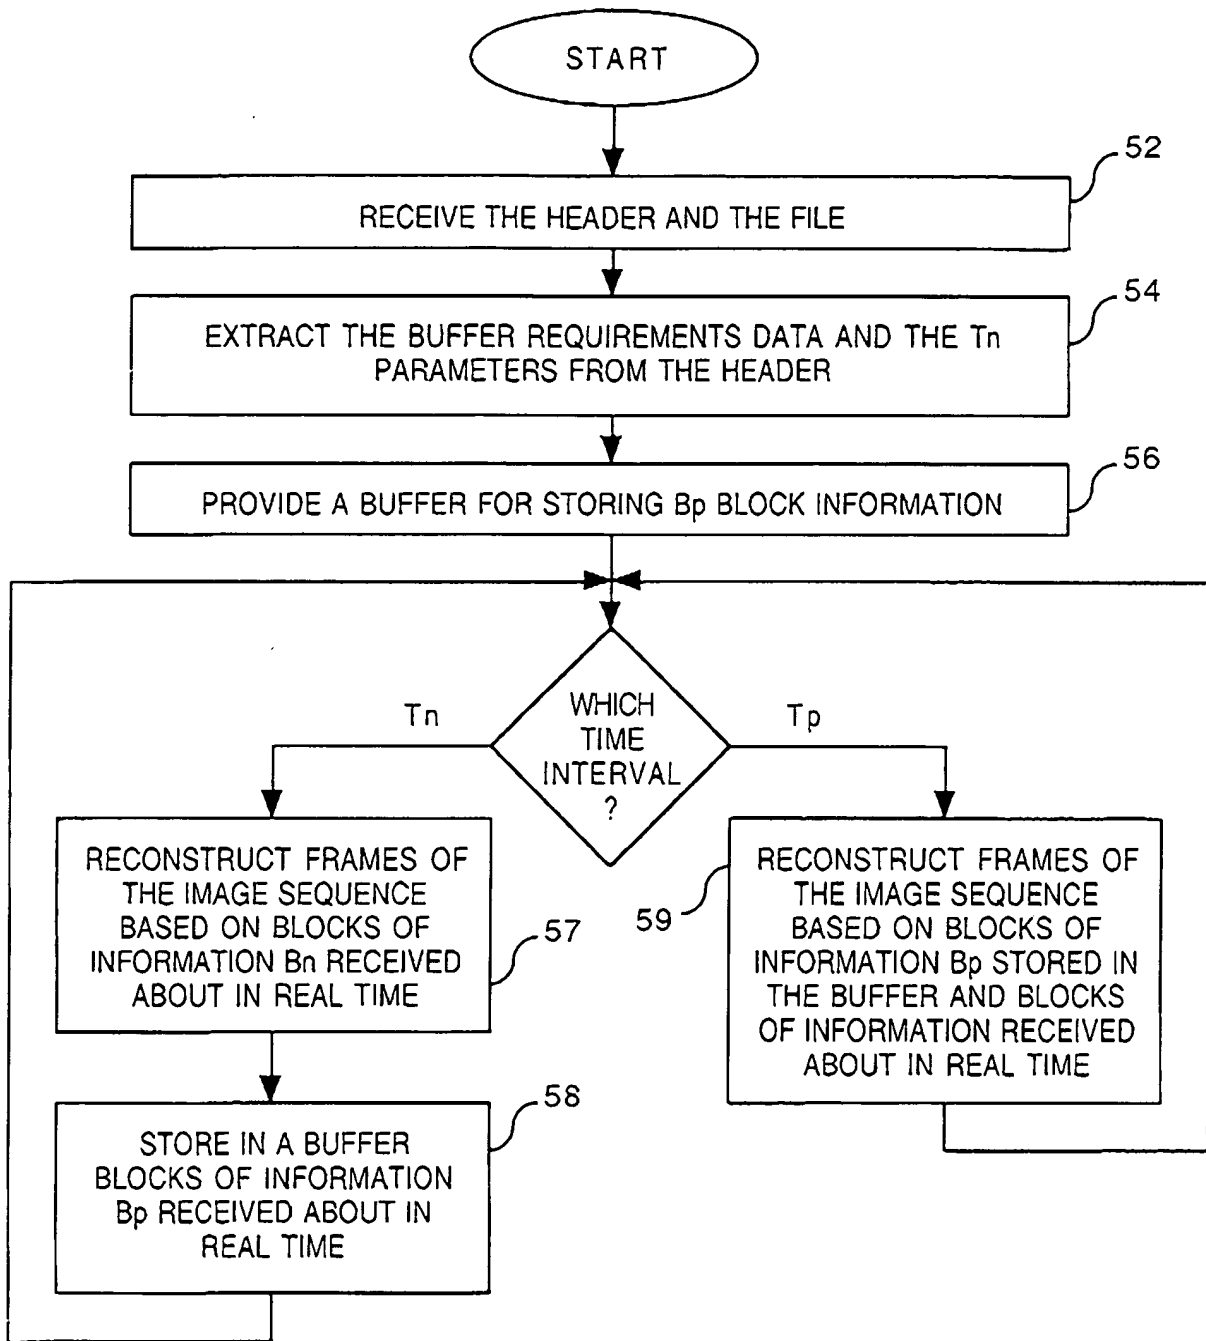 START
52
RECEIVE THE HEADER AND THE FILE
54
EXTRACT THE BUFFER REQUIREMENTS DATA AND THE Tn
PARAMETERS FROM THE HEADER
56
PROVIDE A BUFFER FOR STORING Bp BLOCK INFORMATION
Tn
WHICH
TIME
INTERVAL
?
Tp
RECONSTRUCT FRAMES OF
THE IMAGE SEQUENCE
BASED ON BLOCKS OF
INFORMATION Bn RECEIVED
ABOUT IN REAL TIME
57
59
RECONSTRUCT FRAMES OF
THE IMAGE SEQUENCE
BASED ON BLOCKS OF
INFORMATION Bp STORED IN
THE BUFFER AND BLOCKS
OF INFORMATION RECEIVED
ABOUT IN REAL TIME
58
STORE IN A BUFFER
BLOCKS OF INFORMATION
Bp RECEIVED ABOUT IN
REAL TIME